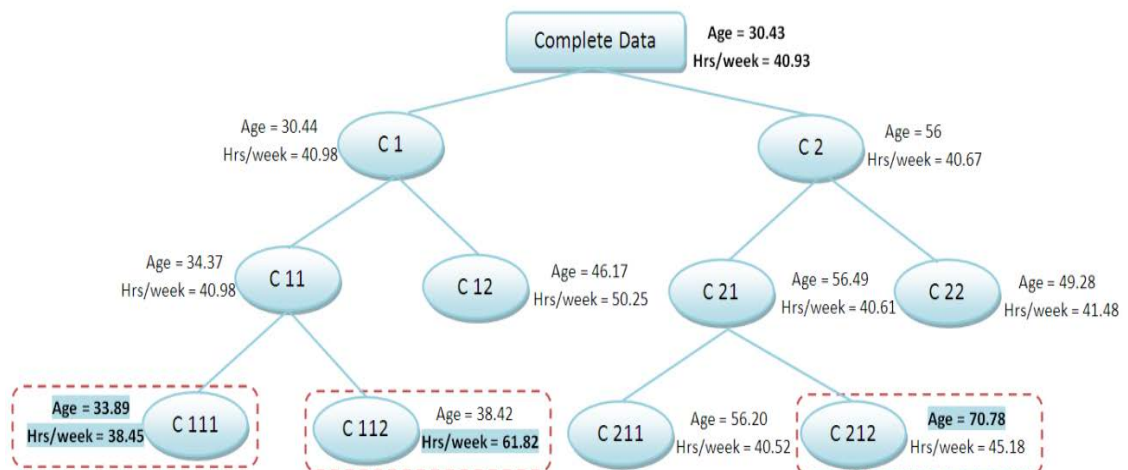 Complete Data
Age = 30.43
Hrs/week = 40.93
Age = 30.44
Hrs/week = 40.98
C 1
C 2
Age = 56
Hrs/week = 40.67
Age = 34.37
Hrs/week = 40.98
C 11
C 12
Age = 46.17
Hrs/week = 50.25
C 21
Age = 56.49
Hrs/week = 40.61
C 22
Age = 49.28
Hrs/week = 41.48
Age = 33.89
Hrs/week = 38.45
C 111
C 112
Age = 38.42
Hrs/week = 61.82
C 211
Age = 56.20
Hrs/week = 40.52
C 212
Age = 70.78
Hrs/week = 45.18